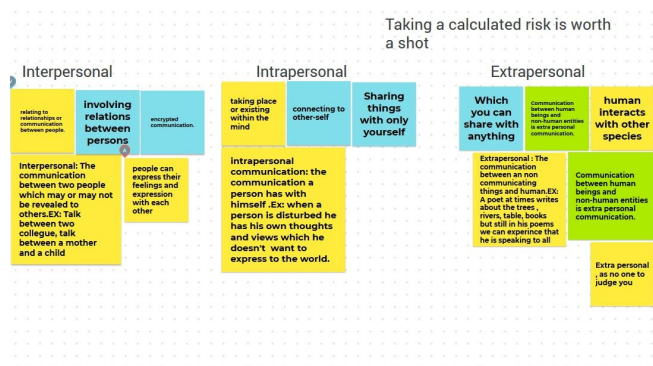 Taking a calculated risk is worth
a shot
Interpersonal
relating to
relationships or
communication
between people.
involving
relations
between
persons
encrypted
communication.
Interpersonal: The
communication
between two people
which may or may not
be revealed to
others.EX: Talk
between two
collegue, talk
between a mother
and a child
people can
express their
feelings and
expression
with each
other
Intrapersonal
taking place
or existing
within the
mind
connecting to
other-self
Sharing
things
with only
yourself
intrapersonal
communication: the
communication a
person has with
himself .Ex: when a
person is disturbed he
has his own thoughts
and views which he
doesn't want to
express to the world.
Extrapersonal
Which
you can
share with
anything
Communication
between human
beings and
non-human entities
is extra personal
communication.
human
interacts
with other
species
Extrapersonal : The
communication
between an non
communicating
things and human.EX:
A poet at times writes
about the trees ,
rivers, table, books
but still in his poems
we can experince that
he is speaking to all
Communication
between human
beings and
non-human entities
is extra personal
communication.
Extra personal
, as no one to
judge you